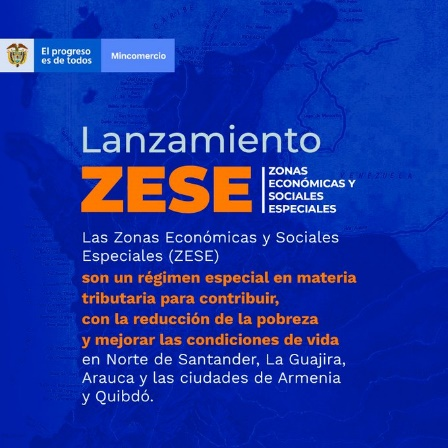 El progreso
es de todos
Mincomercio
Lanzamiento
ZESE
ZONAS
ECONÓMICAS Y
SOCIALES
ESPECIALES
Las Zonas Económicas y Sociales
Especiales (ZESE)
son un régimen especial en materia
tributaria para contribuir,
con la reducción de la pobreza
y mejorar las condiciones de vida
en Norte de Santander, La Guajira,
Arauca y las ciudades de Armenia
y Quibdó.